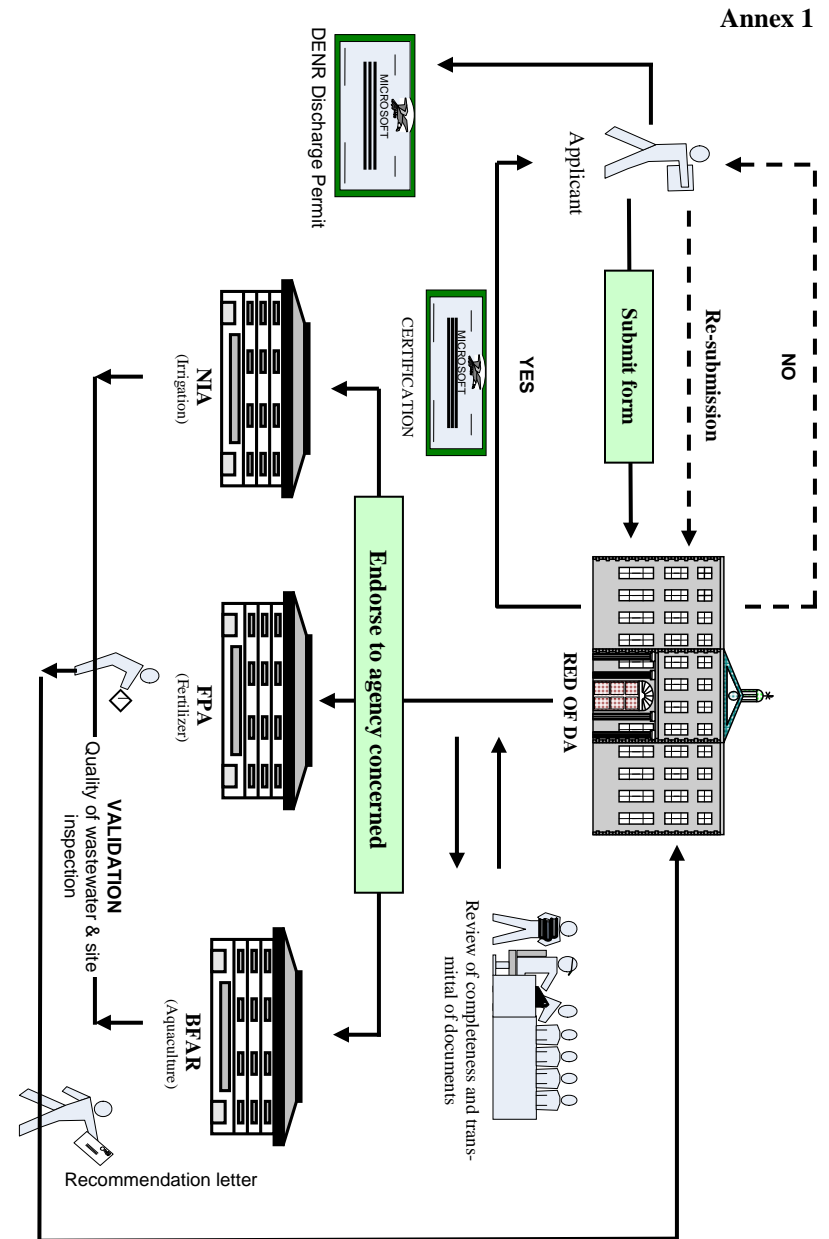 Annex 1
NO
Re-submission
Applicant
Submit form
YES
MICROSOFT
CERTIFICATION
MICROSOFT
DENR Discharge Permit
RED OF DA
Review of completeness and trans-
mittal of documents
Endorse to agency concerned
NIA
(Irrigation)
FPA
(Fertilizer)
BFAR
(Aquaculture)
VALIDATION
Quality of wastewater & site
inspection
Recommendation letter